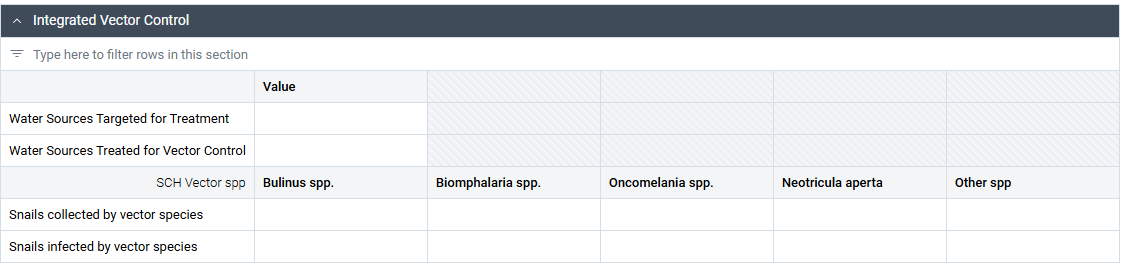 Integrated Vector Control
Type here to filter rows in this section
Value
Water Sources Targeted for Treatment
Water Sources Treated for Vector Control
SCH Vector spp Bulinus spp. Biomphalaria spp. Oncomelania spp. Neotricula aperta Other spp
Snails collected by vector species
Snails infected by vector species